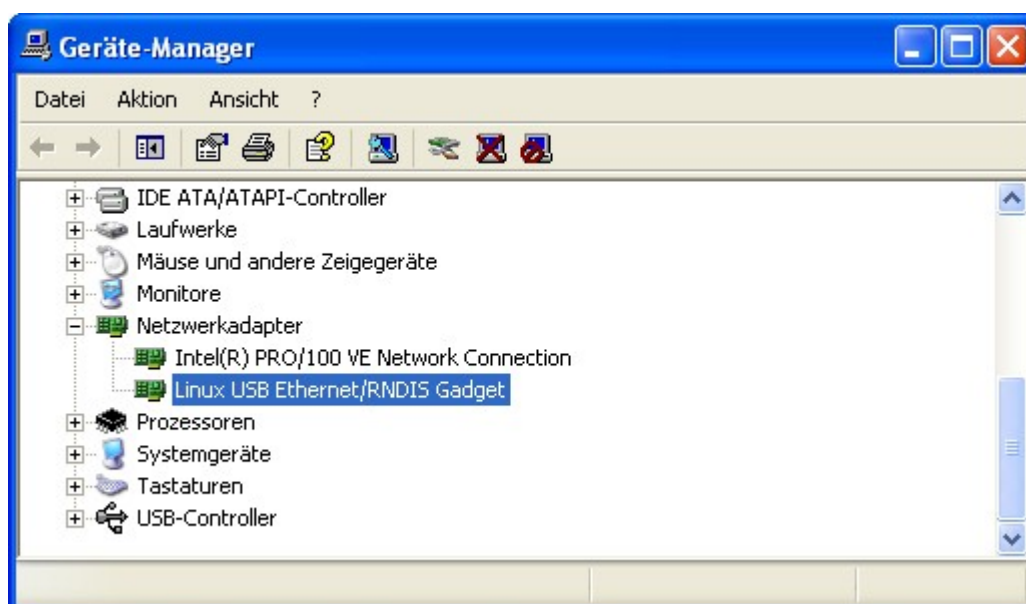 Geräte-Manager
Datei Aktion Ansicht ?
IDE ATA/ATAPI-Controller
Laufwerke
Mäuse und andere Zeigegeräte
Monitore
Netzwerkadapter
Intel(R) PRO/100 VE Network Connection
Linux USB Ethernet/RNDIS Gadget
Prozessoren
Systemgeräte
Tastaturen
USB-Controller